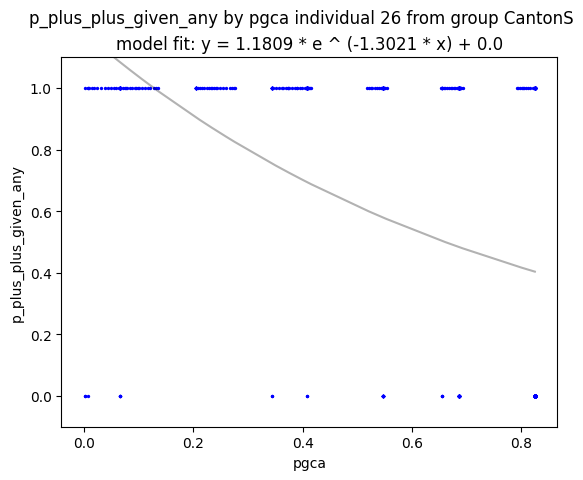 p_plus_plus_given_any by pgca individual 26 from group CantonS
model fit: y = 1.1809 * e ^ (-1.3021 * x) + 0.0
1.0
0.8
0.6
0.4
0.2
0.0
p_plus_plus_given_any
0.0 0.2 0.4 0.6 0.8
pgca